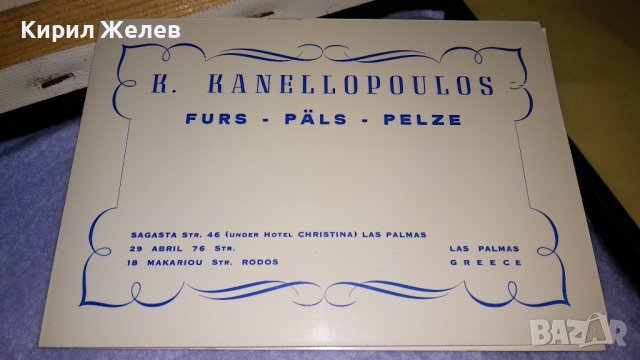 Кирил Желев
K. KANELLOPOULOS
FURS - PÄLS - PELZE
SAGASTA STR. 46 (UNDER HOTEL CHRISTINA) LAS PALMAS
29 ABRIL 76 STR. LAS PALMAS
18 MAKARIOU STR. RODOS GREECE
BAZAR